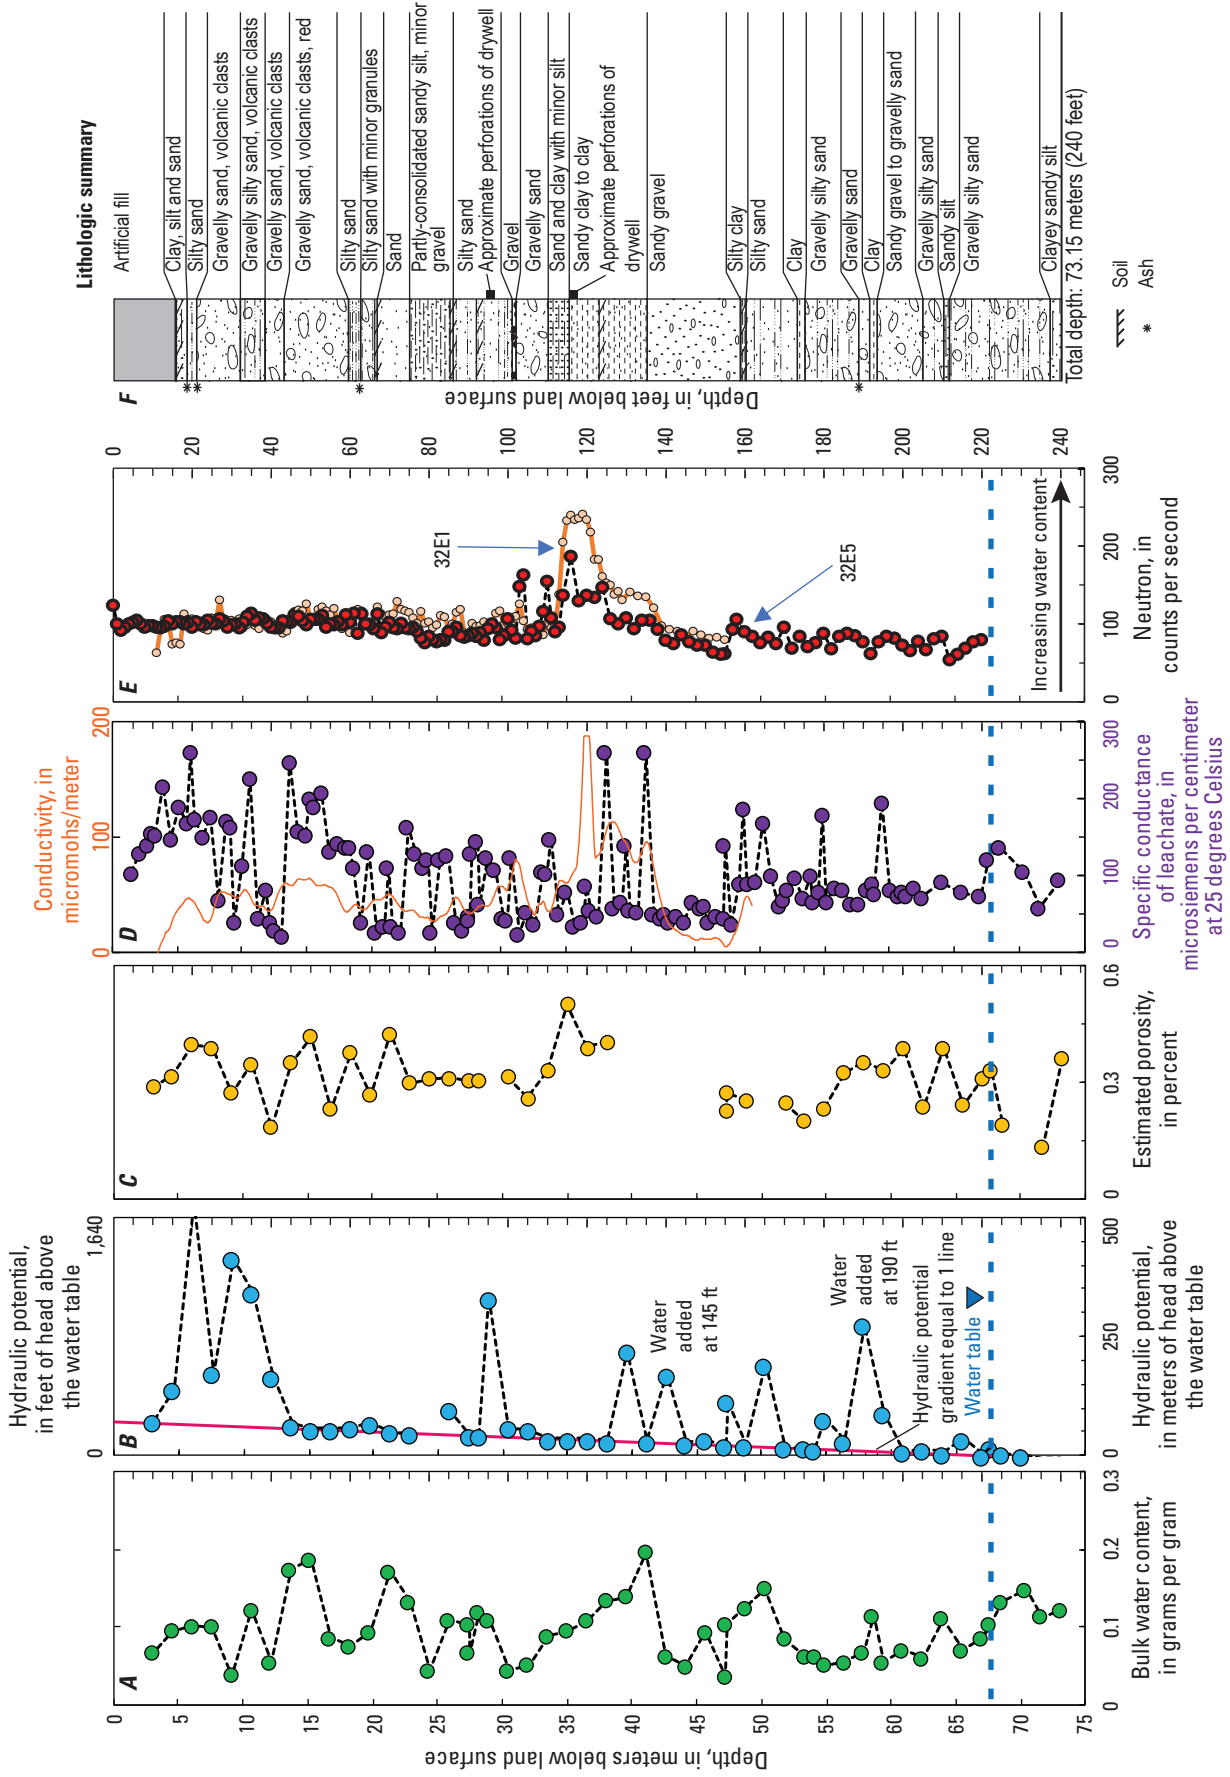 Hydraulic potential,
in feet of head above
the water table
0
1,640
Conductivity, in
micromohs/meter
0
100
200
Lithologic summary
A
B
C
D
E
F
Depth, in meters below land surface
0
5
10
15
20
25
30
35
40
45
50
55
60
65
70
75
0
0.1
0.2
0.3
Bulk water content,
in grams per gram
Water
added
at 145 ft
Water
added
at 190 ft
Hydraulic potential
gradient equal to 1 line
Water table
0
250
500
Hydraulic potential,
in meters of head above
the water table
0
0.3
0.6
Estimated porosity,
in percent
0
100
200
300
Specific conductance
of leachate, in
microsiemens per centimeter
at 25 degrees Celsius
32E1
32E5
Increasing water content
0
100
200
300
Neutron, in
counts per second
0
20
40
60
80
100
120
140
160
180
200
220
240
Depth, in feet below land surface
Artificial fill
Clay, silt and sand
Silty sand
Gravelly sand, volcanic clasts
Gravelly silty sand, volcanic clasts
Gravelly sand, volcanic clasts
Gravelly sand, volcanic clasts, red
Silty sand
Silty sand with minor granules
Sand
Partly-consolidated sandy silt, minor
gravel
Silty sand
Approximate perforations of drywell
Gravel
Gravelly sand
Sand and clay with minor silt
Sandy clay to clay
Approximate perforations of
drywell
Sandy gravel
Silty clay
Silty sand
Clay
Gravelly silty sand
Gravelly sand
Clay
Sandy gravel to gravelly sand
Gravelly silty sand
Sandy silt
Gravelly silty sand
Clayey sandy silt
Total depth: 73.15 meters (240 feet)
Soil
* Ash